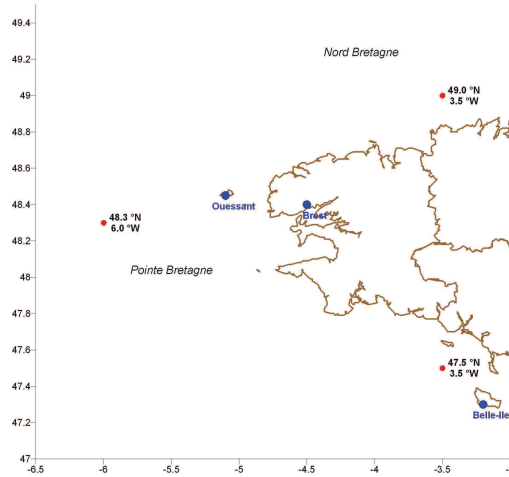 49.4
49.2
Nord Bretagne
49
49.0 °N
3.5 °W
48.8
48.6
48.4
Ouessant
Brest
48.3 °N
6.0 °W
48.2
Pointe Bretagne
48
47.8
47.6
47.5 °N
3.5 °W
47.4
Belle-Ile
47.2
47
-6.5
-6
-5.5
-5
-4.5
-4
-3.5